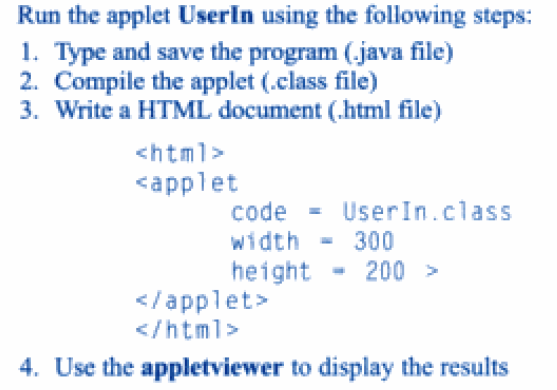 Run the applet UserIn using the following steps:
1. Type and save the program (.java file)
2. Compile the applet (.class file)
3. Write a HTML document (.html file)
<html>
<applet
code = UserIn.class
width = 300
height = 200 >
</applet>
</html>
4. Use the appletviewer to display the results